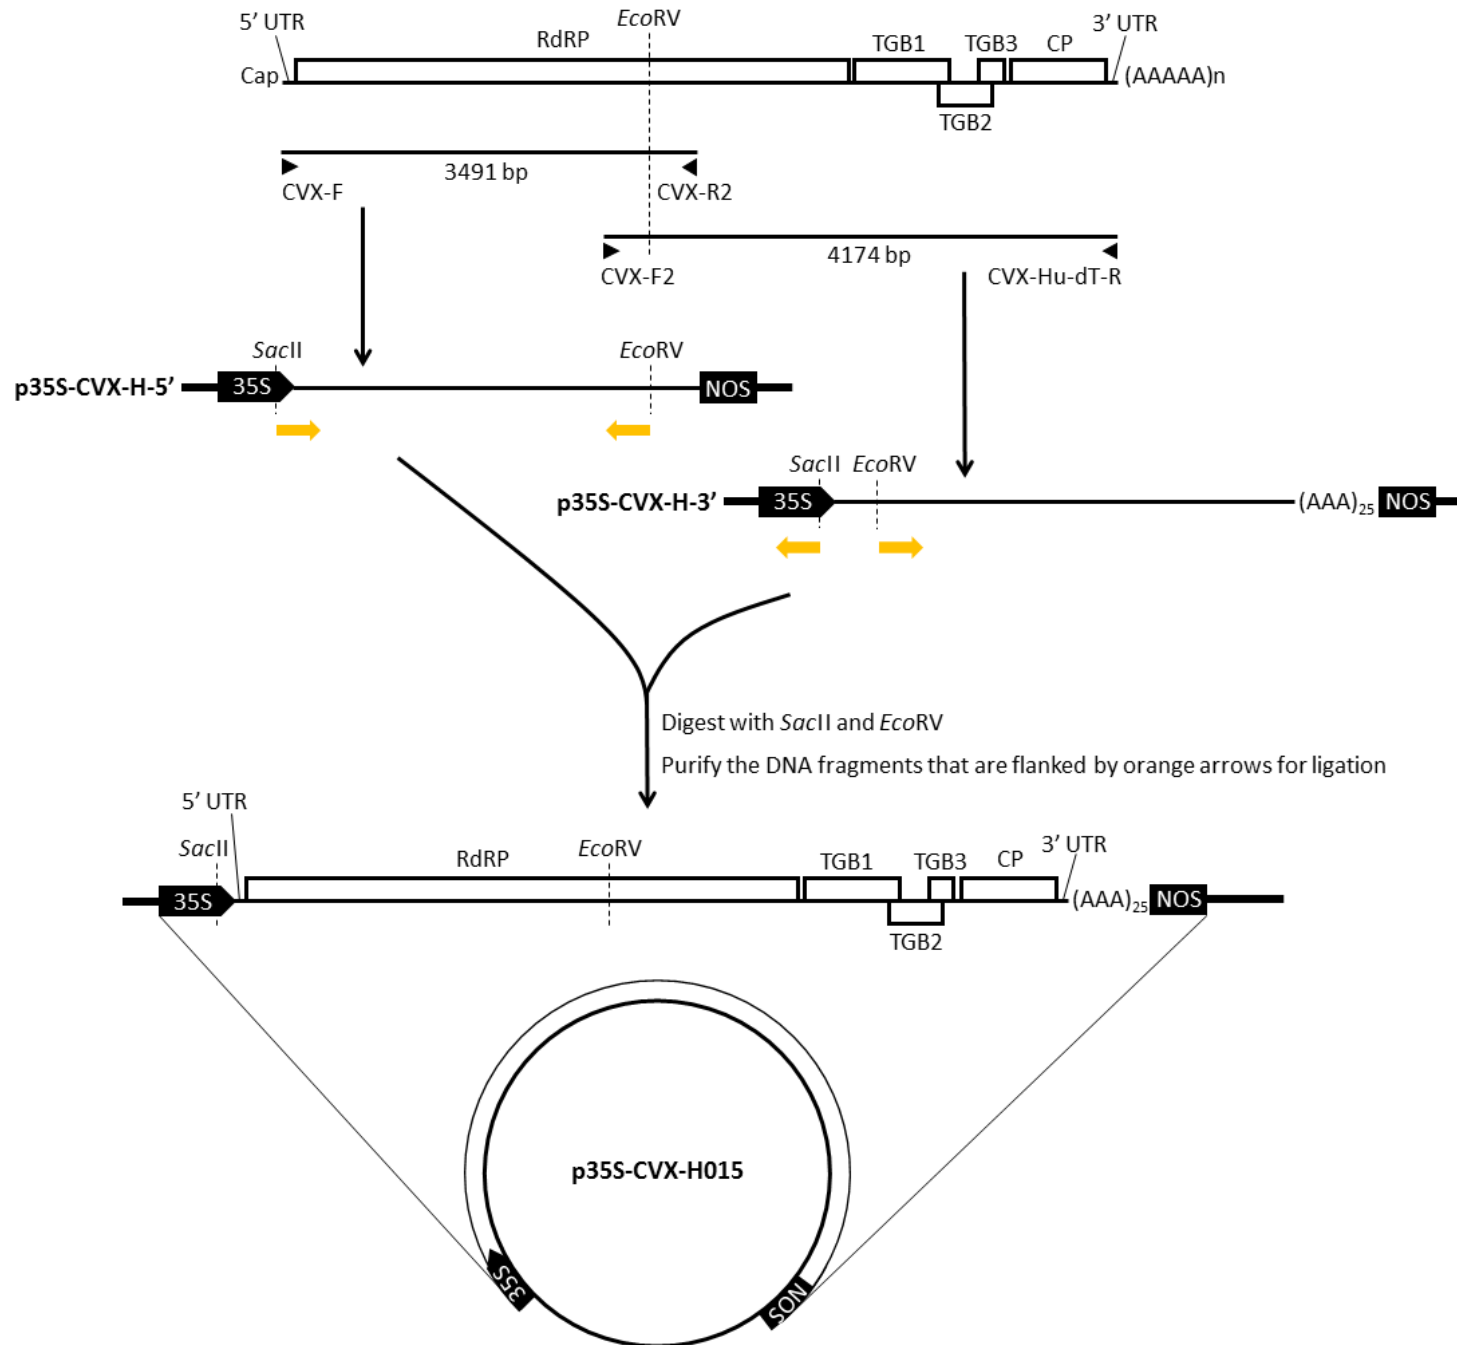 5’ UTR
EcoRV
3’ UTR
RdRP
TGB1
TGB3
CP
Cap
(AAAAA)n
TGB2
3491 bp
CVX-F
CVX-R2
4174 bp
CVX-F2
CVX-Hu-dT-R
SacII
EcoRV
p35S-CVX-H-5’
35S
NOS
SacII
EcoRV
p35S-CVX-H-3’
35S
(AAA)25
NOS
Digest with SacII and EcoRV
Purify the DNA fragments that are flanked by orange arrows for ligation
5’ UTR
SacII
RdRP
EcoRV
TGB1
TGB3
CP
3’ UTR
35S
(AAA)25
NOS
TGB2
p35S-CVX-H015
35S
NOS